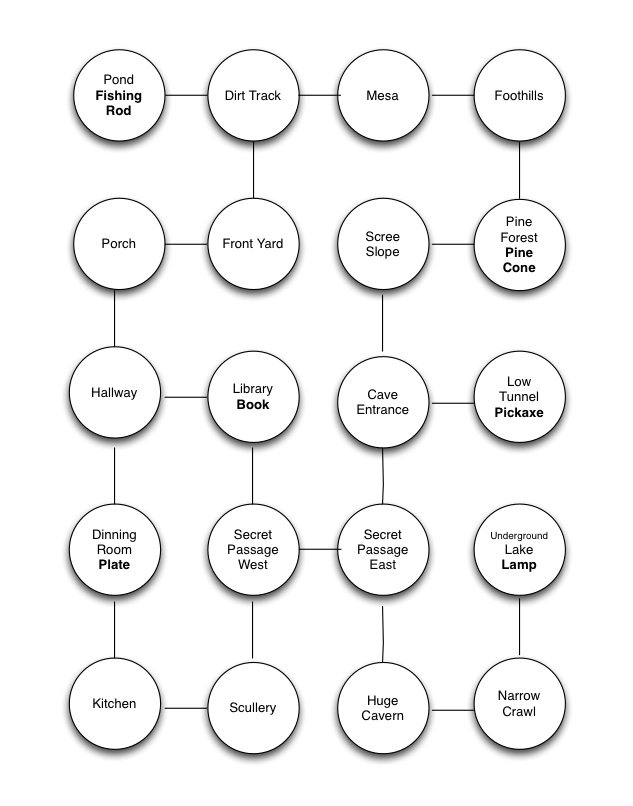 Pond
Fishing
Rod
Dirt Track
Mesa
Foothills
Porch
Front Yard
Scree
Slope
Pine
Forest
Pine
Cone
Hallway
Library
Book
Cave
Entrance
Low
Tunnel
Pickaxe
Dinning
Room
Plate
Secret
Passage
West
Secret
Passage
East
Underground
Lake
Lamp
Kitchen
Scullery
Huge
Cavern
Narrow
Crawl